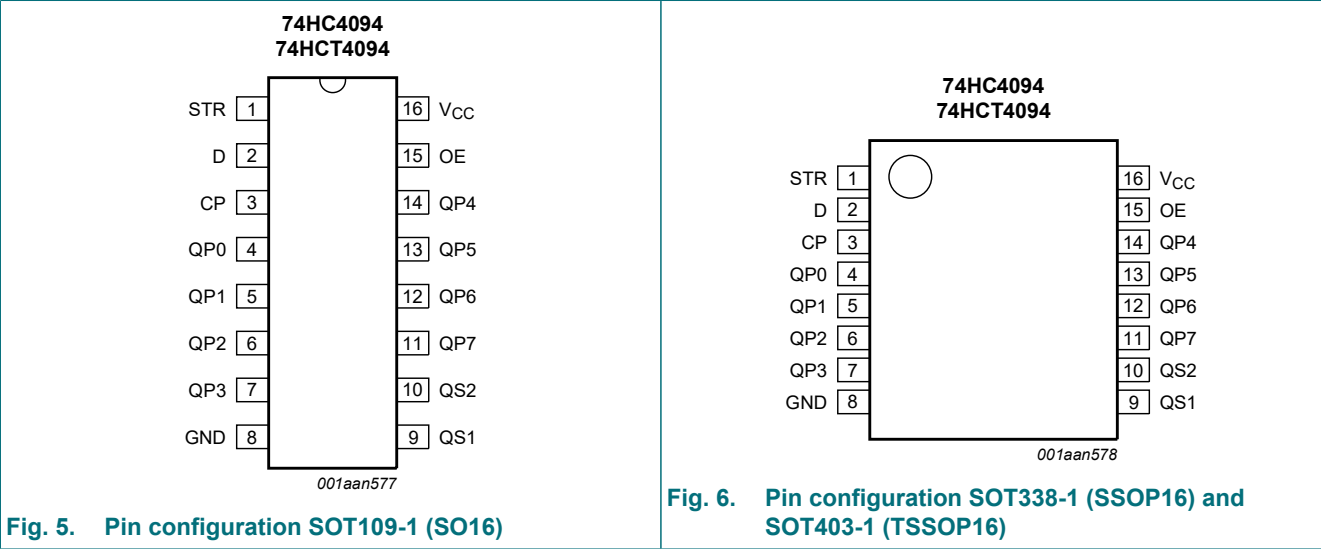 74HC4094
74HCT4094
STR 1 16 VCC
D 2 15 OE
CP 3 14 QP4
QP0 4 13 QP5
QP1 5 12 QP6
QP2 6 11 QP7
QP3 7 10 QS2
GND 8 9 QS1
001aan577
Fig. 5. Pin configuration SOT109-1 (SO16)
74HC4094
74HCT4094
STR 1 16 VCC
D 2 15 OE
CP 3 14 QP4
QP0 4 13 QP5
QP1 5 12 QP6
QP2 6 11 QP7
QP3 7 10 QS2
GND 8 9 QS1
001aan578
Fig. 6. Pin configuration SOT338-1 (SSOP16) and
SOT403-1 (TSSOP16)